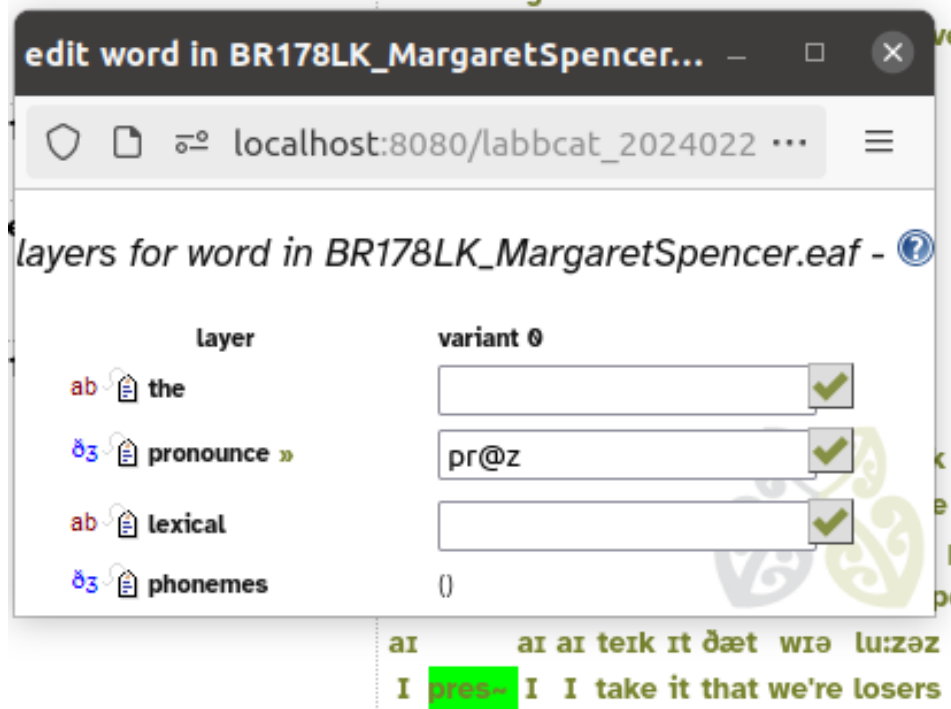 edit word in BR178LK_MargaretSpencer...
localhost:8080/labbcat_2024022 ...
layers for word in BR178LK_MargaretSpencer.eaf - ?
layer variant 0
ab the
ðʒ pronounce » pr@z
ab lexical
ðʒ phonemes ()
aɪ aɪ aɪ teɪk ɪt ðæt wɪə lu:zəz
I pres~ I I take it that we're losers